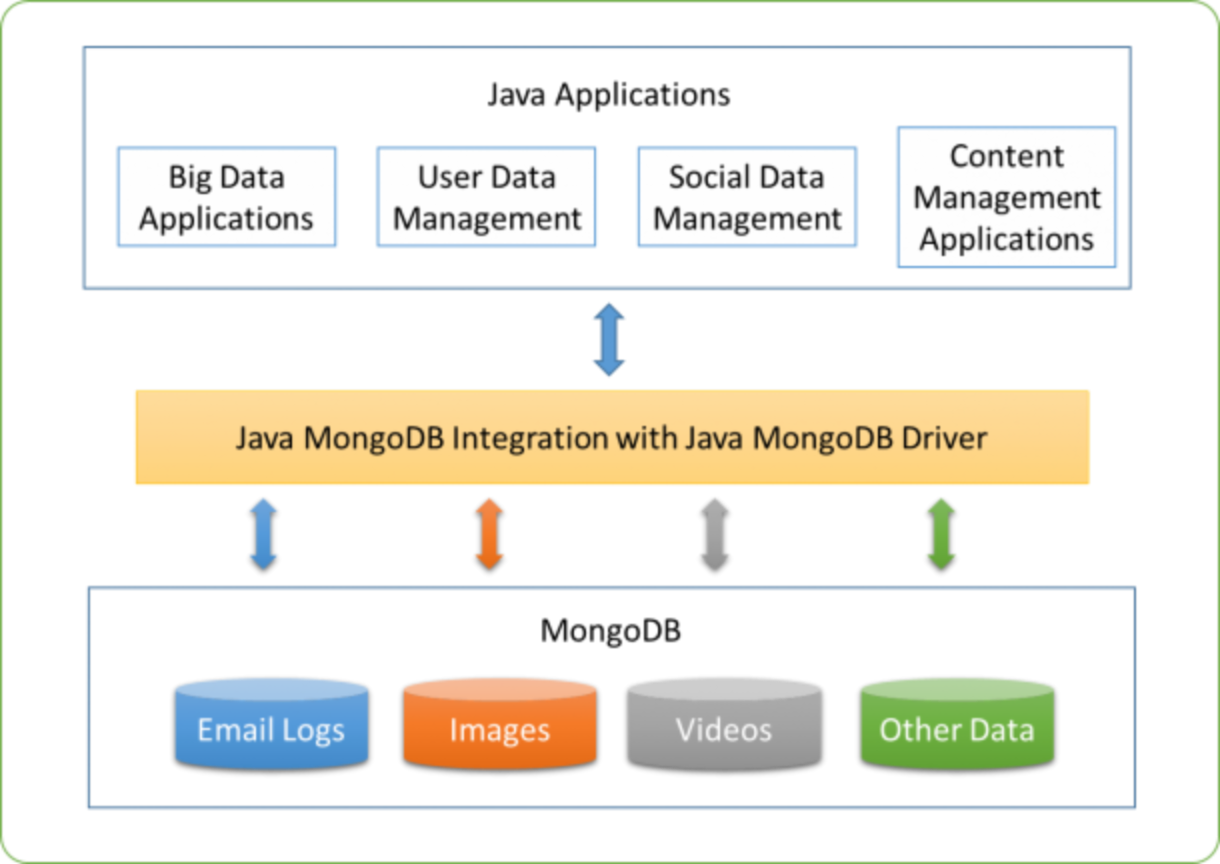 Java Applications
Big Data
Applications
User Data
Management
Social Data
Management
Content
Management
Applications
Java MongoDB Integration with Java MongoDB Driver
MongoDB
Email Logs
Images
Videos
Other Data